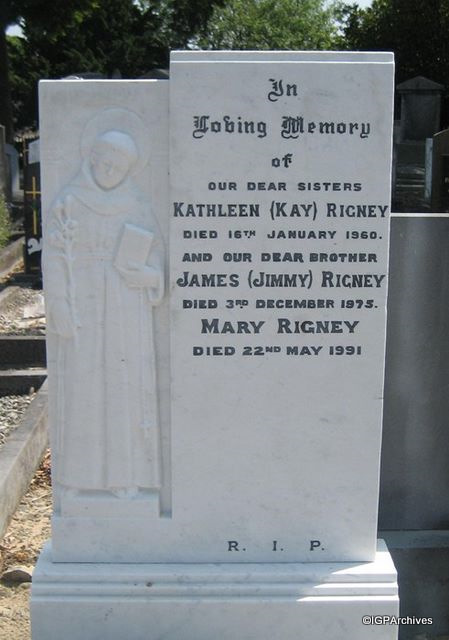 In
Loving Memory
of
OUR DEAR SISTERS
KATHLEEN (KAY) RIGNEY
DIED 16TH JANUARY 1960.
AND OUR DEAR BROTHER
JAMES (JIMMY) RIGNEY
DIED 3RD DECEMBER 1975.
MARY RIGNEY
DIED 22ND MAY 1991
R. I. P.
©IGPArchives